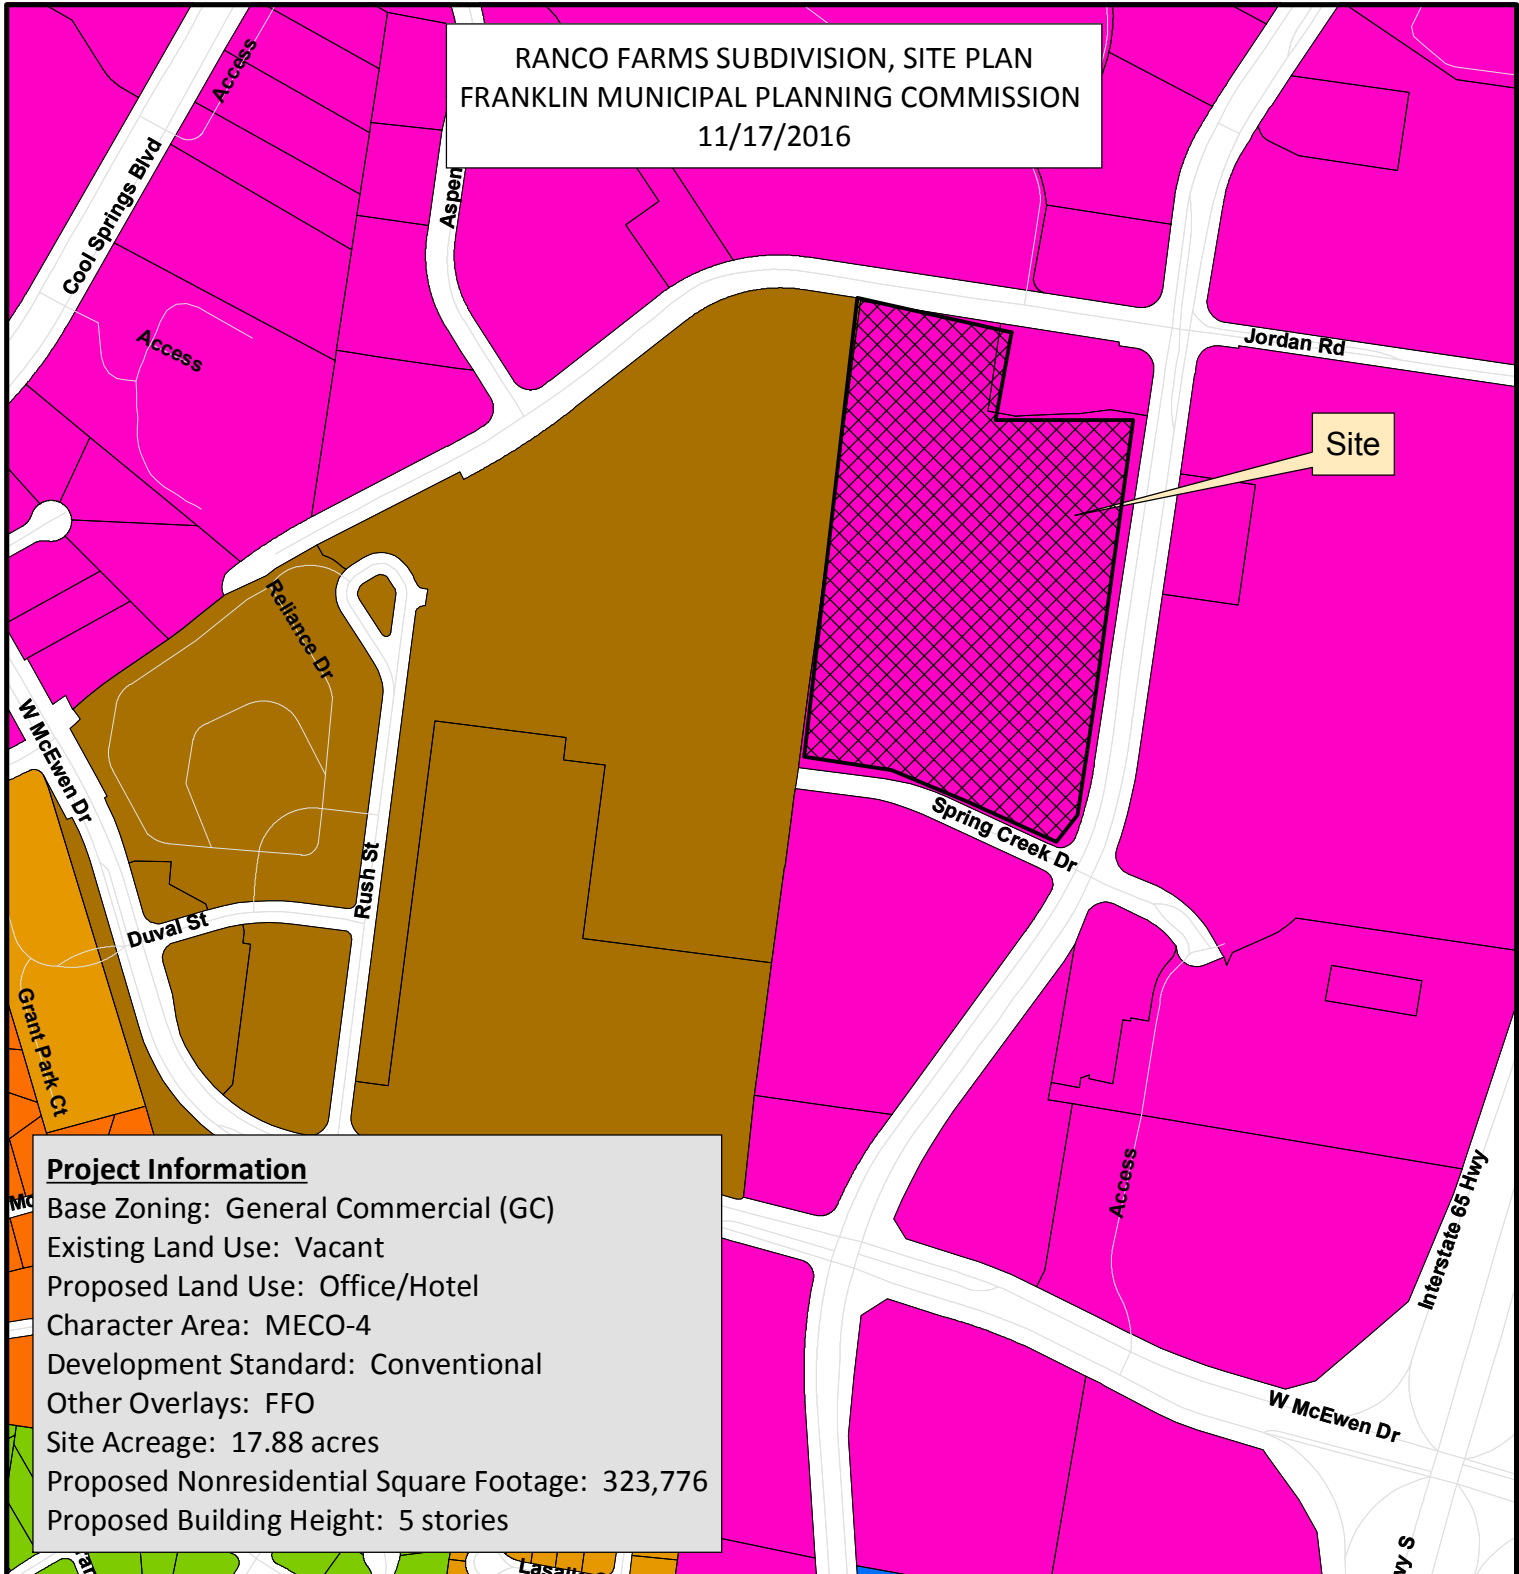 RANCO FARMS SUBDIVISION, SITE PLAN
FRANKLIN MUNICIPAL PLANNING COMMISSION
11/17/2016
Access
Cool Springs Blvd
Aspen
Access
Jordan Rd
Site
Reliance Dr
W McEwen Dr
Spring Creek Dr
Rush St
Duval St
Grant Park Ct
Access
Interstate 65 Hwy
W McEwen Dr
Project Information
Base Zoning: General Commercial (GC)
Existing Land Use: Vacant
Proposed Land Use: Office/Hotel
Character Area: MECO-4
Development Standard: Conventional
Other Overlays: FFO
Site Acreage: 17.88 acres
Proposed Nonresidential Square Footage: 323,776
Proposed Building Height: 5 stories